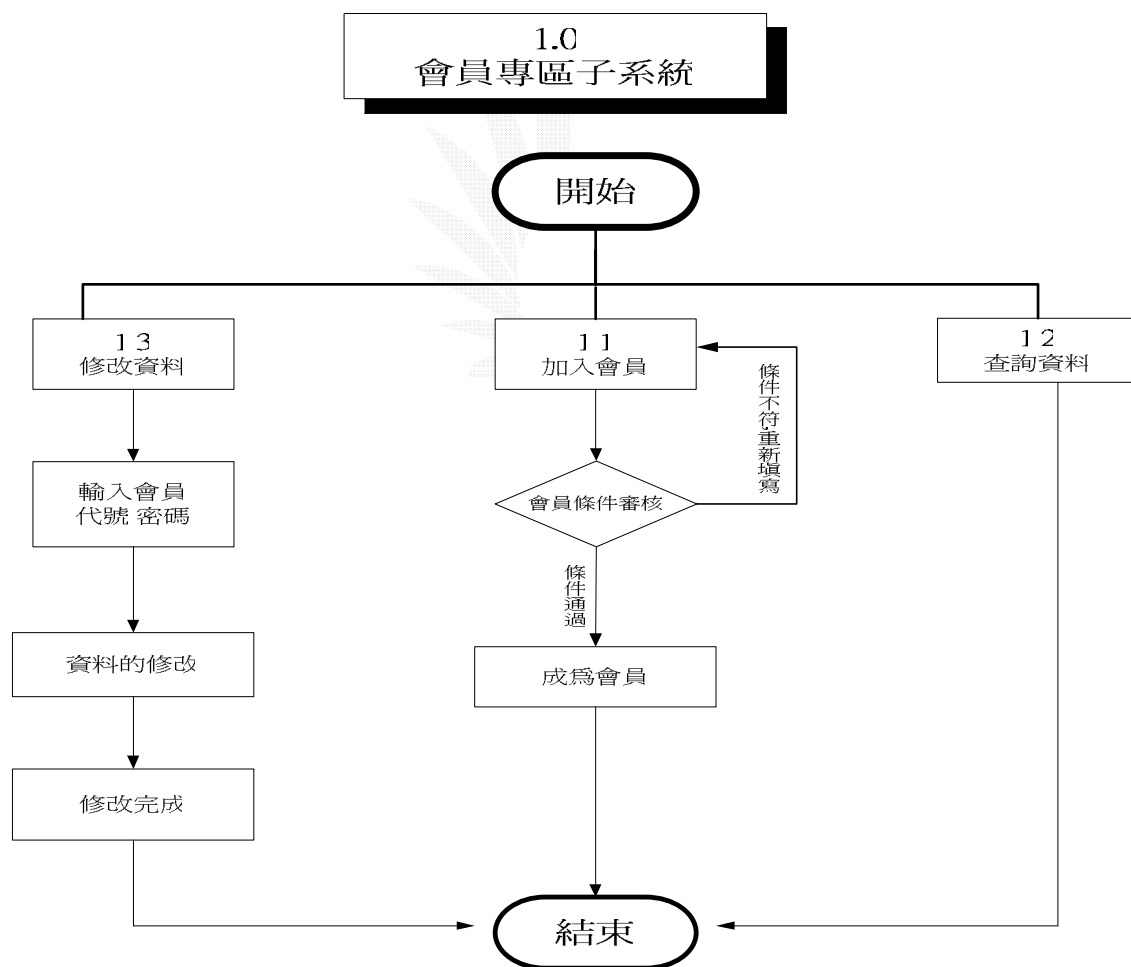 1.0
會員專區子系統
開始
1 3
修改資料
1 1
加入會員
1 2
查詢資料
條件不符,重新填寫
輸入會員
代號 密碼
會員條件審核
條件通過
資料的修改
成爲會員
修改完成
結束